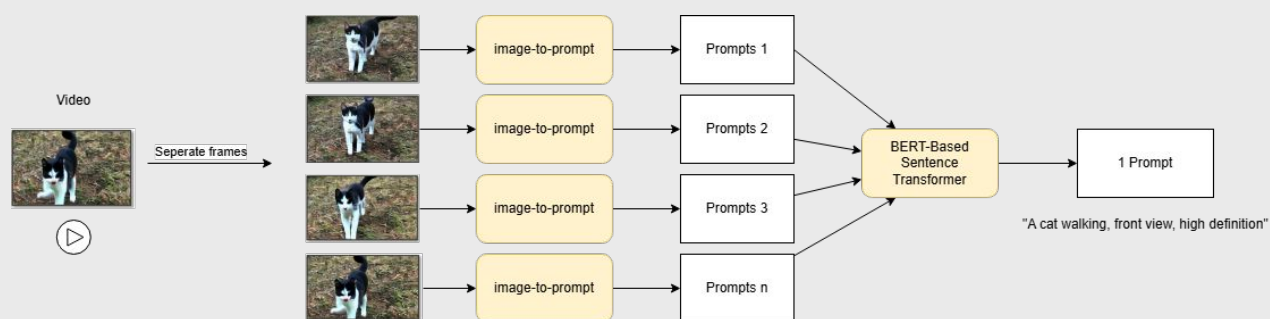 Video
Seperate frames
image-to-prompt
Prompts 1
image-to-prompt
Prompts 2
image-to-prompt
Prompts 3
image-to-prompt
Prompts n
BERT-Based
Sentence
Transformer
1 Prompt
"A cat walking, front view, high definition"